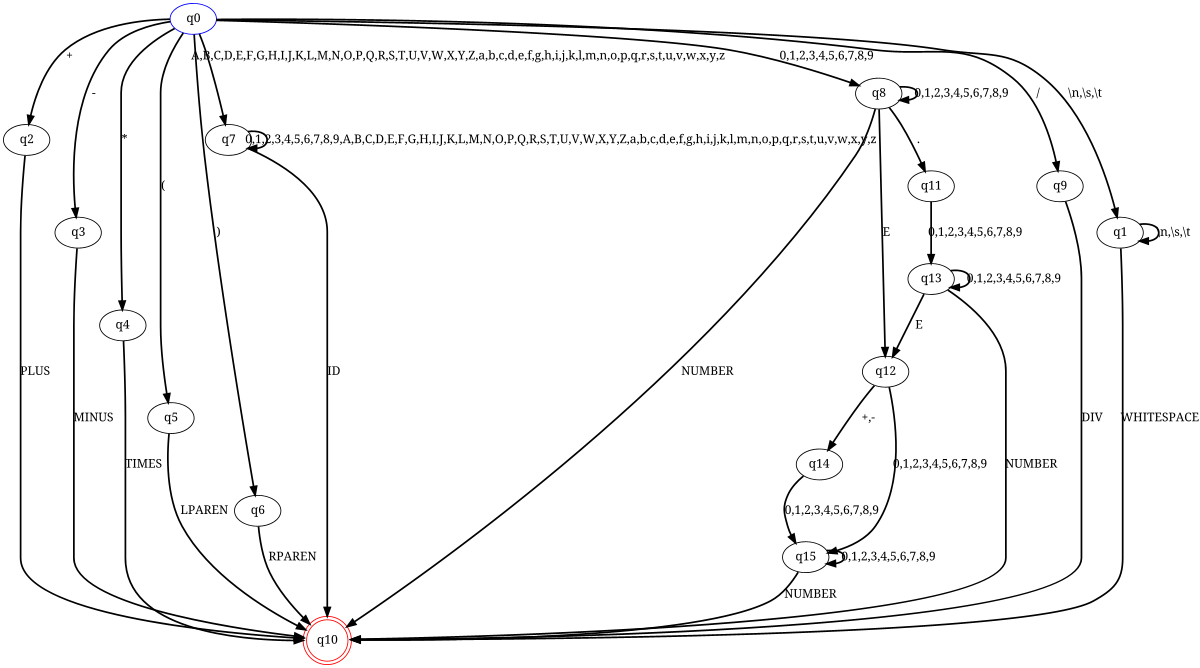 q0
+
A,B,C,D,E,F,G,H,I,J,K,L,M,N,O,P,Q,R,S,T,U,V,W,X,Y,Z,a,b,c,d,e,f,g,h,i,j,k,l,m,n,o,p,q,r,s,t,u,v,w,x,y,z
0,1,2,3,4,5,6,7,8,9
-
q8
0,1,2,3,4,5,6,7,8,9
/
\n,\s,\t
q2
*
q7
0,1,2,3,4,5,6,7,8,9,A,B,C,D,E,F,G,H,I,J,K,L,M,N,O,P,Q,R,S,T,U,V,W,X,Y,Z,a,b,c,d,e,f,g,h,i,j,k,l,m,n,o,p,q,r,s,t,u,v,w,x,y,z
.
(
q11
q9
q3
)
E
0,1,2,3,4,5,6,7,8,9
q1
\n,\s,\t
q13
0,1,2,3,4,5,6,7,8,9
q4
E
PLUS
ID
NUMBER
q12
MINUS
q5
+,-
DIV
WHITESPACE
TIMES
q14
0,1,2,3,4,5,6,7,8,9
NUMBER
LPAREN
q6
0,1,2,3,4,5,6,7,8,9
RPAREN
q15
0,1,2,3,4,5,6,7,8,9
NUMBER
q10